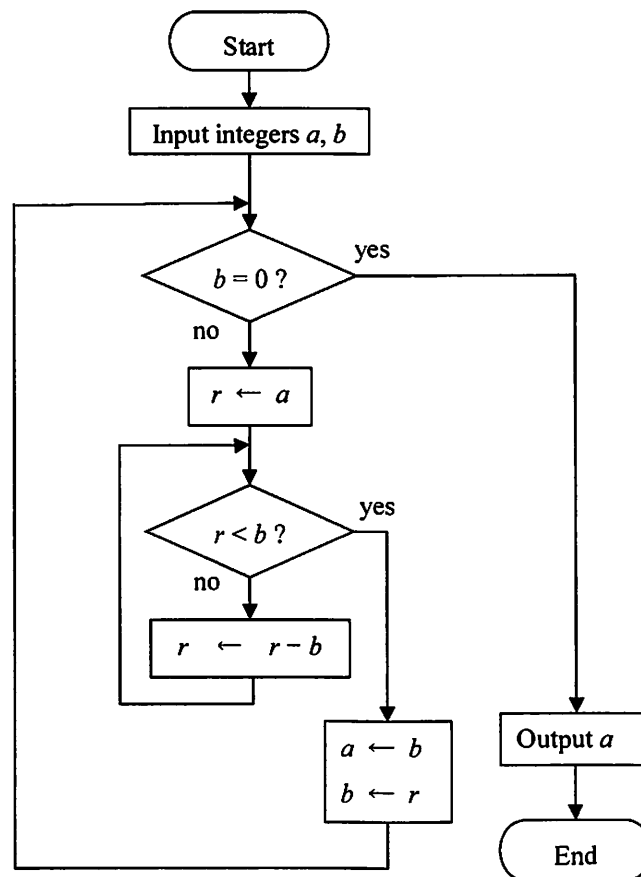 Start
Input integers a, b
yes
b = 0 ?
no
r ← a
yes
r < b ?
no
r ← r − b
a ← b
b ← r
Output a
End